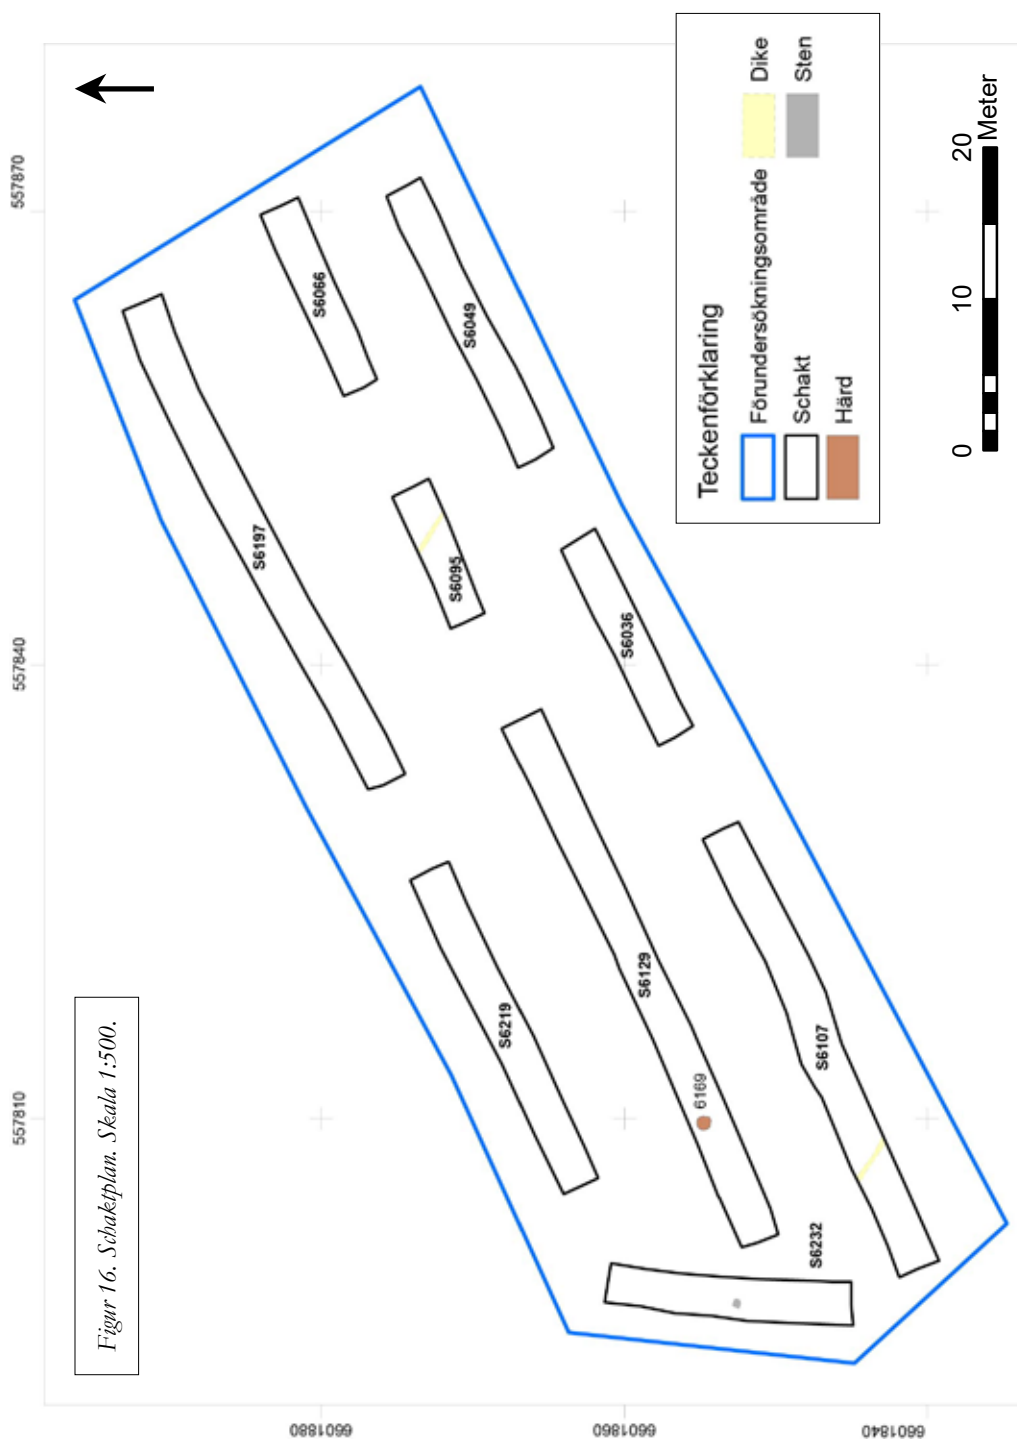 Figur 16. Schaktplan. Skala 1:500.
557810
557840
557870
6601880
6601860
6601840
S6197
S6066
S6049
S6095
S6036
S6219
S6129
6169
S6107
S6232
Teckenförklaring
Förundersökningsområde
Schakt
Härd
Dike
Sten
0 10 20
Meter